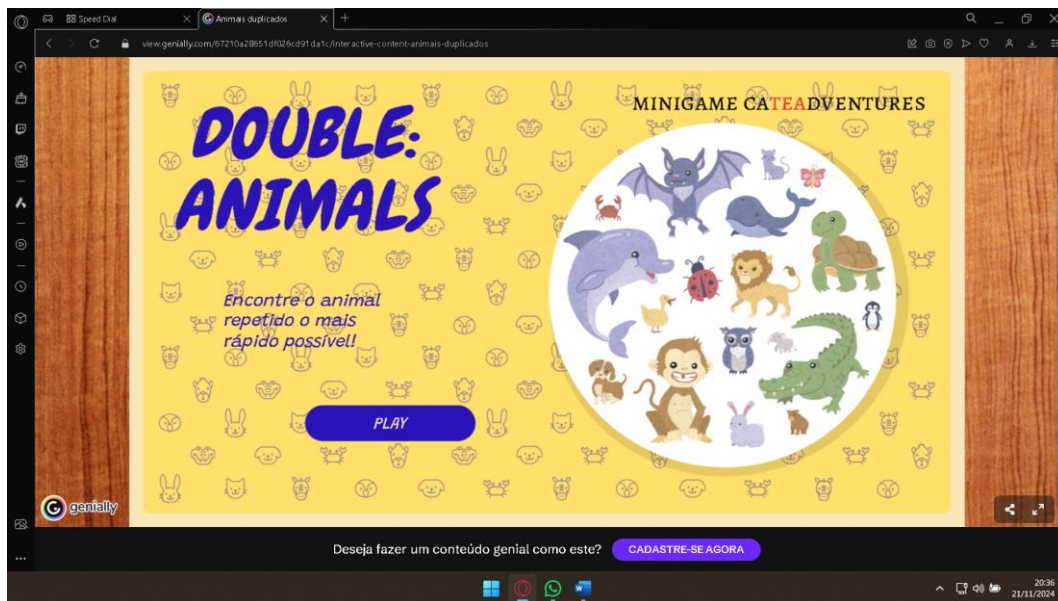 Speed Dial
Animais duplicados
view.genially.com/67210a28651df026cd91da1c/interactive-content-animais-duplicados
DOUBLE:
ANIMALS
MINIGAME CATEADVENTURES
Encontre o animal
repetido o mais
rápido possível!
PLAY
genially
Deseja fazer um conteúdo genial como este?
CADASTRE-SE AGORA
20:36
21/11/2024